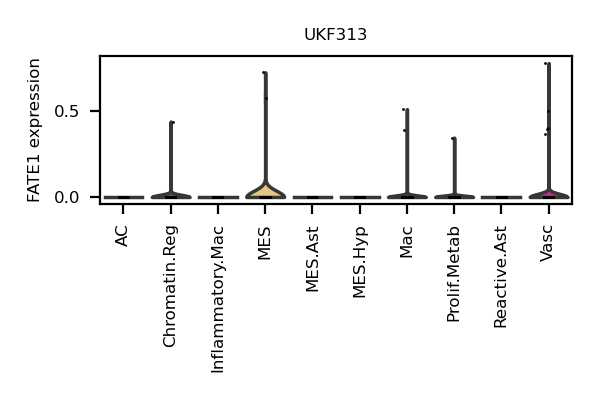 UKF313
FATE1 expression
0.5
0.0
AC
Chromatin.Reg
Inflammatory.Mac
MES
MES.Ast
MES.Hyp
Mac
Prolif.Metab
Reactive.Ast
Vasc